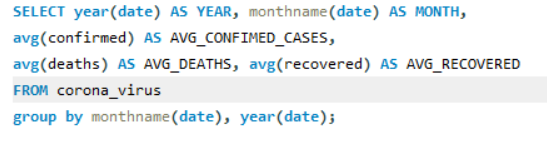 SELECT year(date) AS YEAR, monthname(date) AS MONTH,
avg(confirmed) AS AVG_CONFIMED_CASES,
avg(deaths) AS AVG_DEATHS, avg(recovered) AS AVG_RECOVERED
FROM corona_virus
group by monthname(date), year(date);